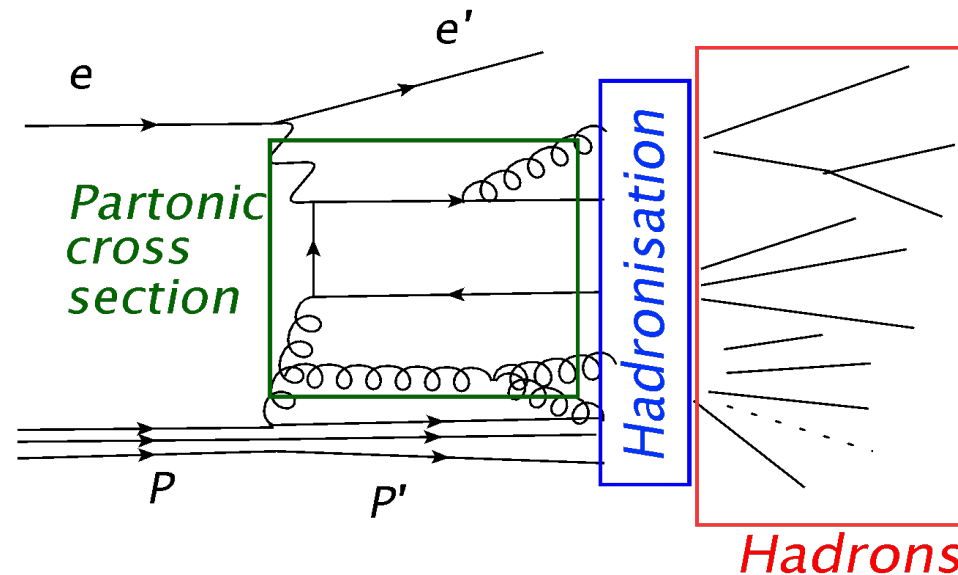 e'
e
Partonic
cross
section
Hadronisation
P
P'
Hadrons